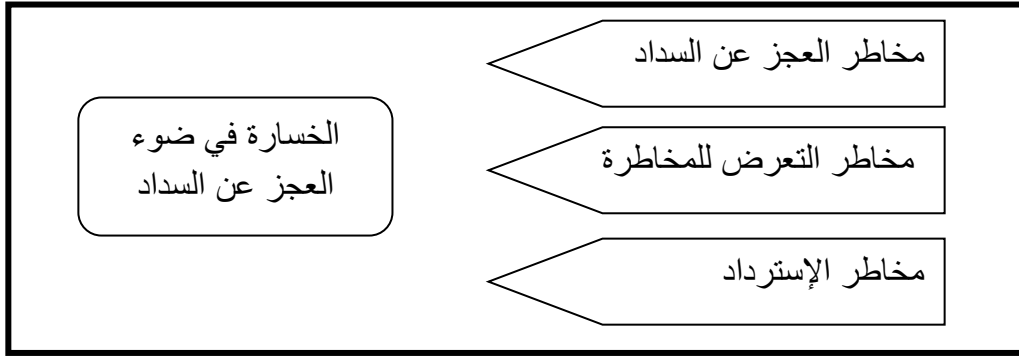 مخاطر العجز عن السداد
مخاطر التعرض للمخاطرة
مخاطر الإسترداد
الخسارة في ضوء
العجز عن السداد